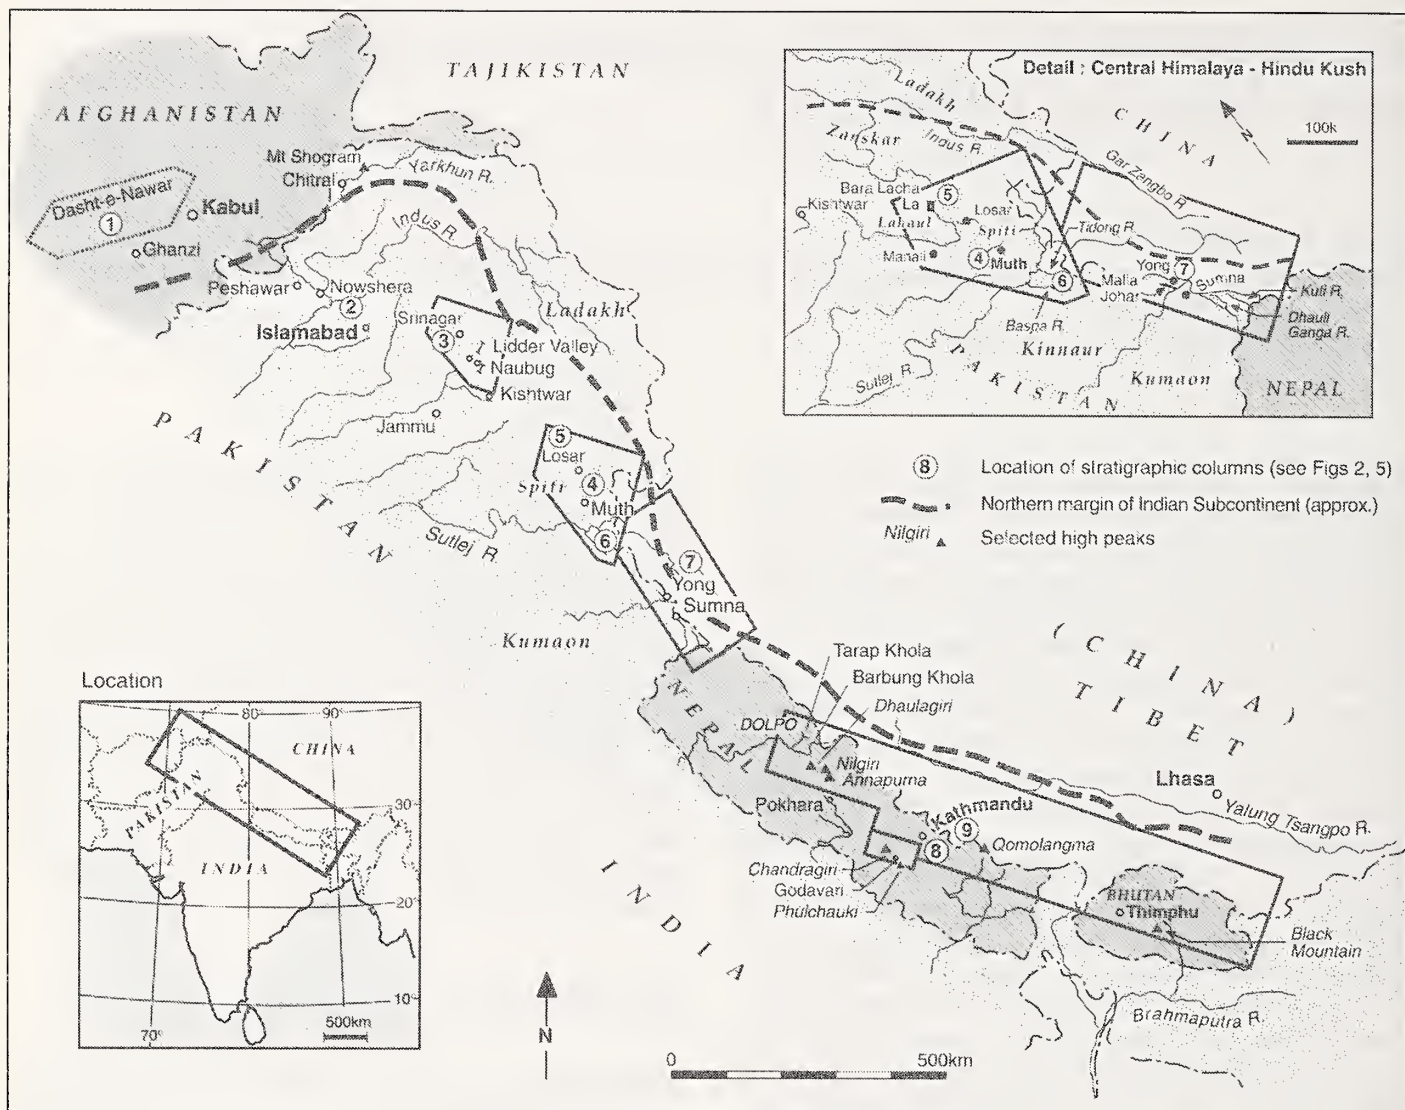 TAJIKISTAN
AFGHANISTAN
Mt Shogram
Chitral
Yarkhun R.
Dasht-e-Nawar
1
Kabul
Ghanzi
Indus R.
Peshawar
Nowshera
2
Islamabad
Srinagar
3
Ladakh
Lidder Valley
Naubug
Kishtwar
Jammu
PAKISTAN
5
Losar
Spiti
4
Muth
Sutlej R.
6
7
Yong
Sumna
Kumaon
Detail : Central Himalaya - Hindu Kush
Ladakh
CHINA
N
100k
Zanskar
Indus R.
Gar Zangbo R.
Bara Lacha
La
5
Kishtwar
Lahaul
Losar
Spiti
Tidong R.
Manali
4
Muth
6
Yong
7
Malla
Johar
Sumna
Kuti R.
Dhauli
Ganga R.
Baspa R.
Kinnaur
Sutlej R.
PAKISTAN
Kumaon
NEPAL
8 Location of stratigraphic columns (see Figs 2, 5)
Northern margin of Indian Subcontinent (approx.)
Nilgiri Selected high peaks
(CHINA)
TIBET
Tarap Khola
Barbung Khola
Dhaulagiri
NEPAL
DOLPO
Nilgiri
Annapurna
Lhasa
Yalung Tsangpo R.
Pokhara
Kathmandu
9
8
Qomolangma
Chandragiri
Godavari
Phulchauki
BHUTAN
Thimphu
Black
Mountain
INDIA
Brahmaputra R.
Location
80°
90°
CHINA
PAKISTAN
30°
INDIA
20°
10°
70°
500km
N
0
500km